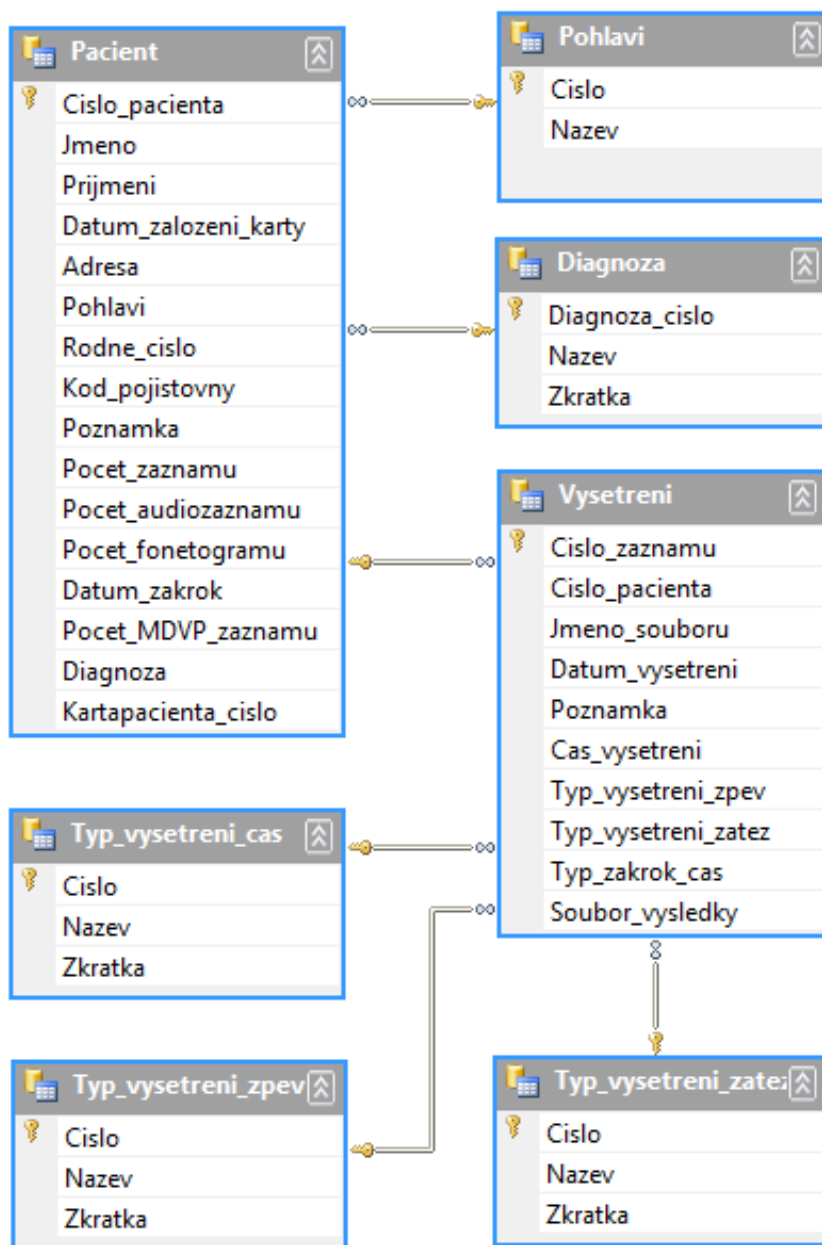 Pacient
Cislo_pacienta
Jmeno
Prijmeni
Datum_zalozeni_karty
Adresa
Pohlavi
Rodne_cislo
Kod_pojistovny
Poznamka
Pocet_zaznamu
Pocet_audiozaznamu
Pocet_fonetogramu
Datum_zakrok
Pocet_MDVP_zaznamu
Diagnoza
Kartapacienta_cislo
Pohlavi
Cislo
Nazev
Diagnoza
Diagnoza_cislo
Nazev
Zkratka
Vysetreni
Cislo_zaznamu
Cislo_pacienta
Jmeno_souboru
Datum_vysetreni
Poznamka
Cas_vysetreni
Typ_vysetreni_zpev
Typ_vysetreni_zatez
Typ_zakrok_cas
Soubor_vysledky
Typ_vysetreni_cas
Cislo
Nazev
Zkratka
Typ_vysetreni_zpev
Cislo
Nazev
Zkratka
Typ_vysetreni_zatez
Cislo
Nazev
Zkratka